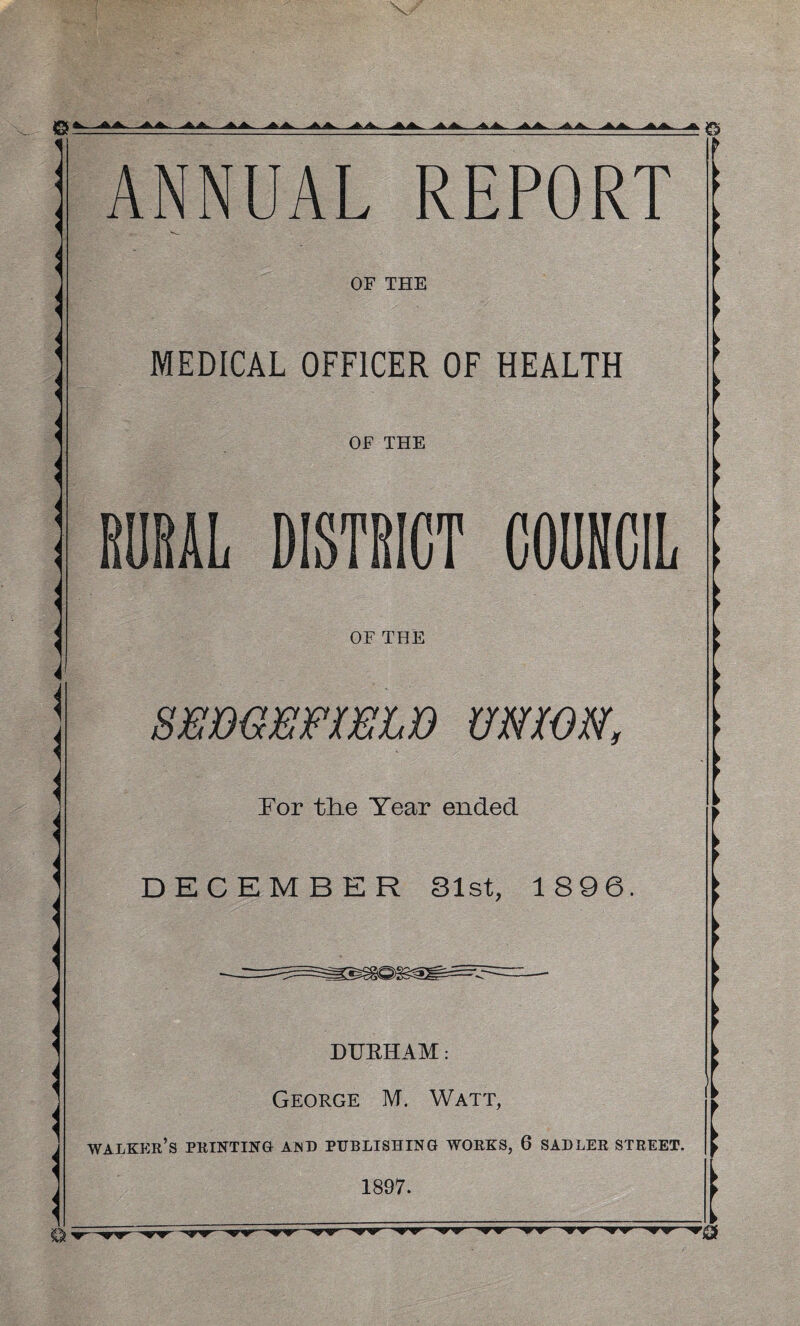 ANNUAL REPORT
OF THE
MEDICAL OFFICER OF HEALTH
OF THE
RURAL DISTRICT COUNCIL
OF THE
SEDGEFIELD UNION,
For the Year ended
DECEMBER 31st, 1896.
DURHAM:
GEORGE M. WATT,
WALKER'S PRINTING AND PUBLISHING WORKS, 6 SADLER STREET.
1897.